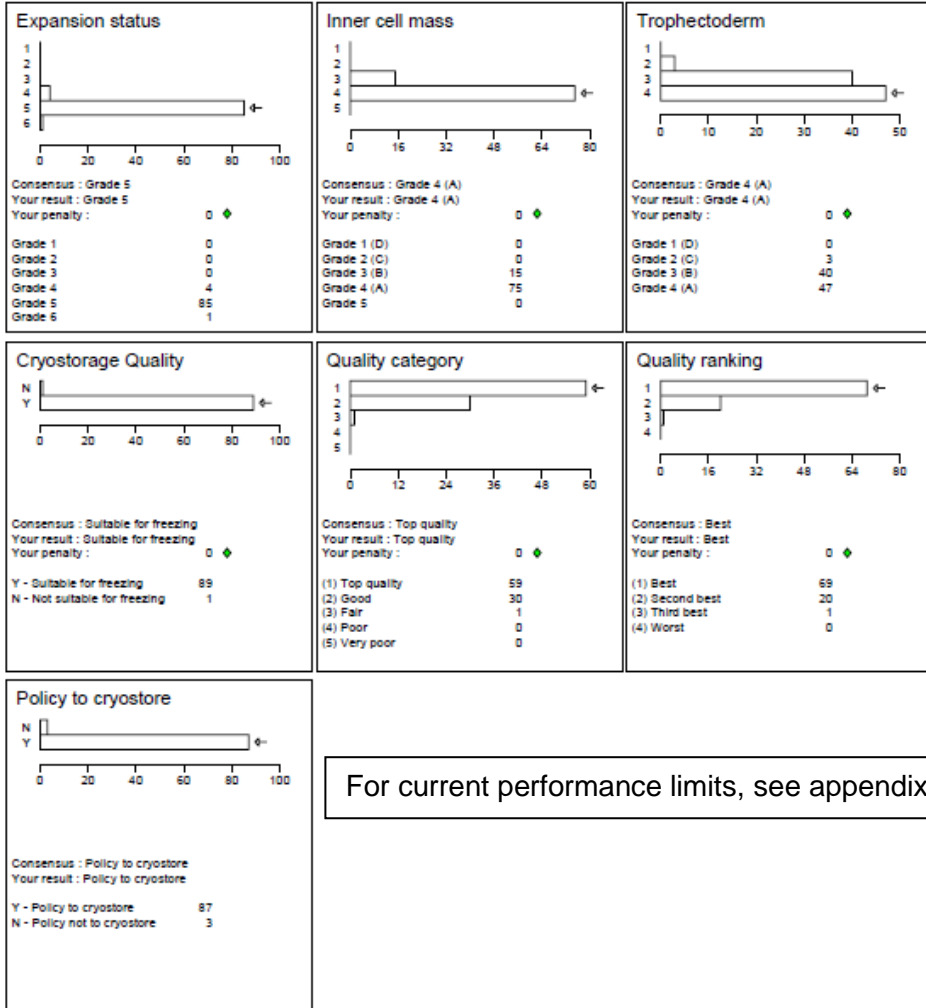 Expansion status
1
2
3
4
5
6
0 20 40 60 80 100
Consensus : Grade 5
Your result : Grade 5
Your penalty : 0
Grade 1 0
Grade 2 0
Grade 3 0
Grade 4 4
Grade 5 85
Grade 6 1
Inner cell mass
1
2
3
4
5
0 16 32 48 64 80
Consensus : Grade 4 (A)
Your result : Grade 4 (A)
Your penalty : 0
Grade 1 (D) 0
Grade 2 (C) 0
Grade 3 (B) 15
Grade 4 (A) 75
Grade 5 0
Trophectoderm
1
2
3
4
0 10 20 30 40 50
Consensus : Grade 4 (A)
Your result : Grade 4 (A)
Your penalty : 0
Grade 1 (D) 0
Grade 2 (C) 3
Grade 3 (B) 40
Grade 4 (A) 47
Cryostorage Quality
N
Y
0 20 40 60 80 100
Consensus : Suitable for freezing
Your result : Suitable for freezing
Your penalty : 0
Y - Suitable for freezing 89
N - Not suitable for freezing 1
Quality category
1
2
3
4
5
0 12 24 36 48 60
Consensus : Top quality
Your result : Top quality
Your penalty : 0
(1) Top quality 59
(2) Good 30
(3) Fair 1
(4) Poor 0
(5) Very poor 0
Quality ranking
1
2
3
4
0 16 32 48 64 80
Consensus : Best
Your result : Best
Your penalty : 0
(1) Best 69
(2) Second best 20
(3) Third best 1
(4) Worst 0
Policy to cryostore
N
Y
0 20 40 60 80 100
Consensus : Policy to cryostore
Your result : Policy to cryostore
Y - Policy to cryostore 87
N - Policy not to cryostore 3
For current performance limits, see appendix